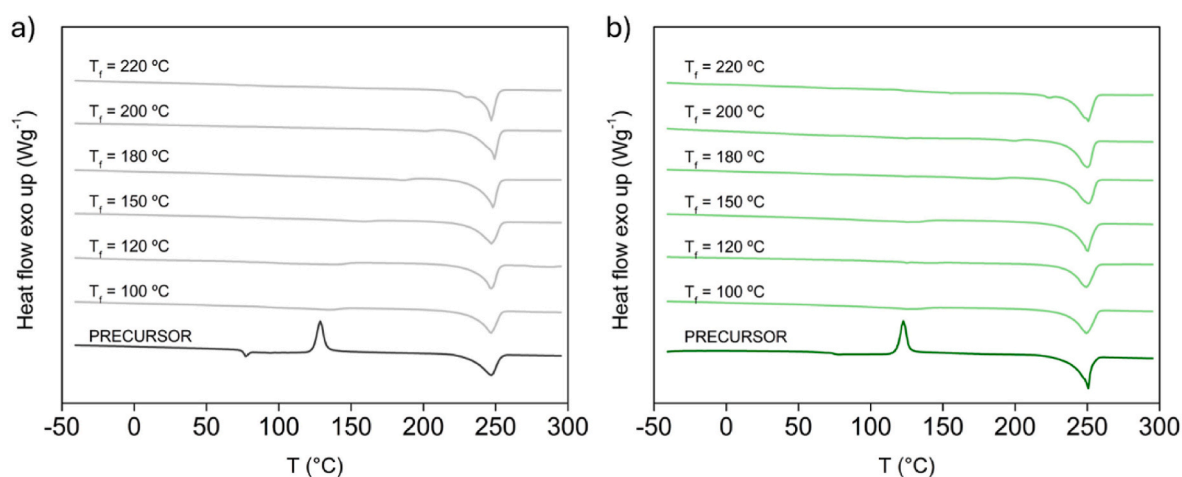 a)
Heat flow exo up (Wg⁻¹)
T_f = 220 ºC
T_f = 200 ºC
T_f = 180 ºC
T_f = 150 ºC
T_f = 120 ºC
T_f = 100 ºC
PRECURSOR
-50 0 50 100 150 200 250 300
T (°C)
b)
Heat flow exo up (Wg⁻¹)
T_f = 220 ºC
T_f = 200 ºC
T_f = 180 ºC
T_f = 150 ºC
T_f = 120 ºC
T_f = 100 ºC
PRECURSOR
-50 0 50 100 150 200 250 300
T (°C)